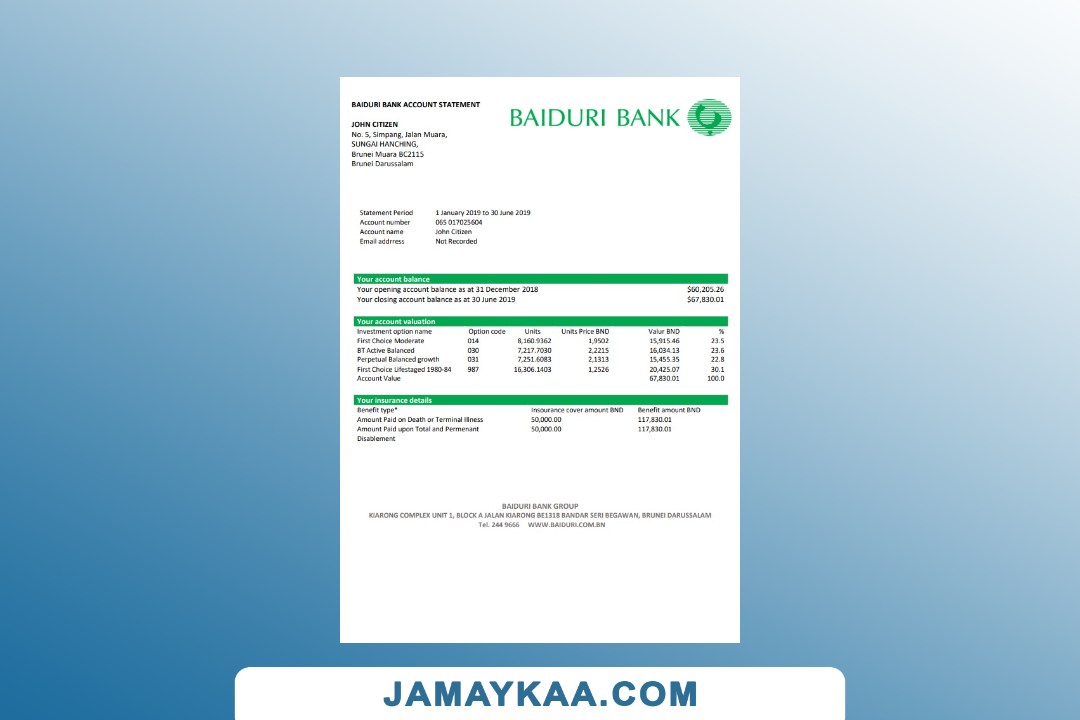 BAIDURI BANK ACCOUNT STATEMENT
BAIDURI BANK
JOHN CITIZEN
No. 5, Simpang, Jalan Muara,
SUNGAI HANCHING,
Brunei Muara BC2115
Brunei Darussalam
Statement Period 1 January 2019 to 30 June 2019
Account number 065 017025604
Account name John Citizen
Email addrress Not Recorded
Your account balance
Your opening account balance as at 31 December 2018 $60,205.26
Your closing account balance as at 30 June 2019 $67,830.01
Your account valuation
Investment option name Option code Units Units Price BND Valur BND %
First Choice Moderate 014 8,160.9362 1,9502 15,915.46 23.5
BT Active Balanced 030 7,217.7030 2,2215 16,034.13 23.6
Perpetual Balanced growth 031 7,251.6083 2,1313 15,455.35 22.8
First Choice Lifestaged 1980-84 987 16,306.1403 1,2526 20,425.07 30.1
Account Value 67,830.01 100.0
Your insurance details
Benefit type* Insourance cover amount BND Benefit amount BND
Amount Paid on Death or Terminal Illness 50,000.00 117,830.01
Amount Paid upon Total and Permenant 50,000.00 117,830.01
Disablement
BAIDURI BANK GROUP
KIARONG COMPLEX UNIT 1, BLOCK A JALAN KIARONG BE1318 BANDAR SERI BEGAWAN, BRUNEI DARUSSALAM
Tel. 244 9666 WWW.BAIDURI.COM.BN
JAMAYKAA.COM